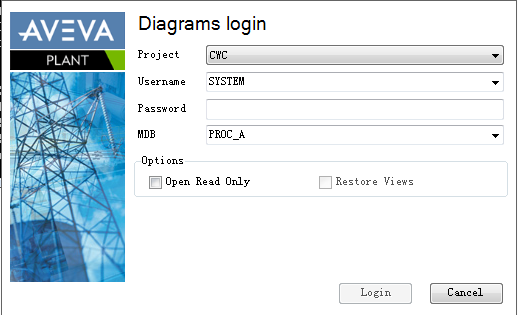 AVEVA
PLANT
Diagrams login
Project CWC
Username SYSTEM
Password
MDB PROC_A
Options
Open Read Only Restore Views
Login Cancel